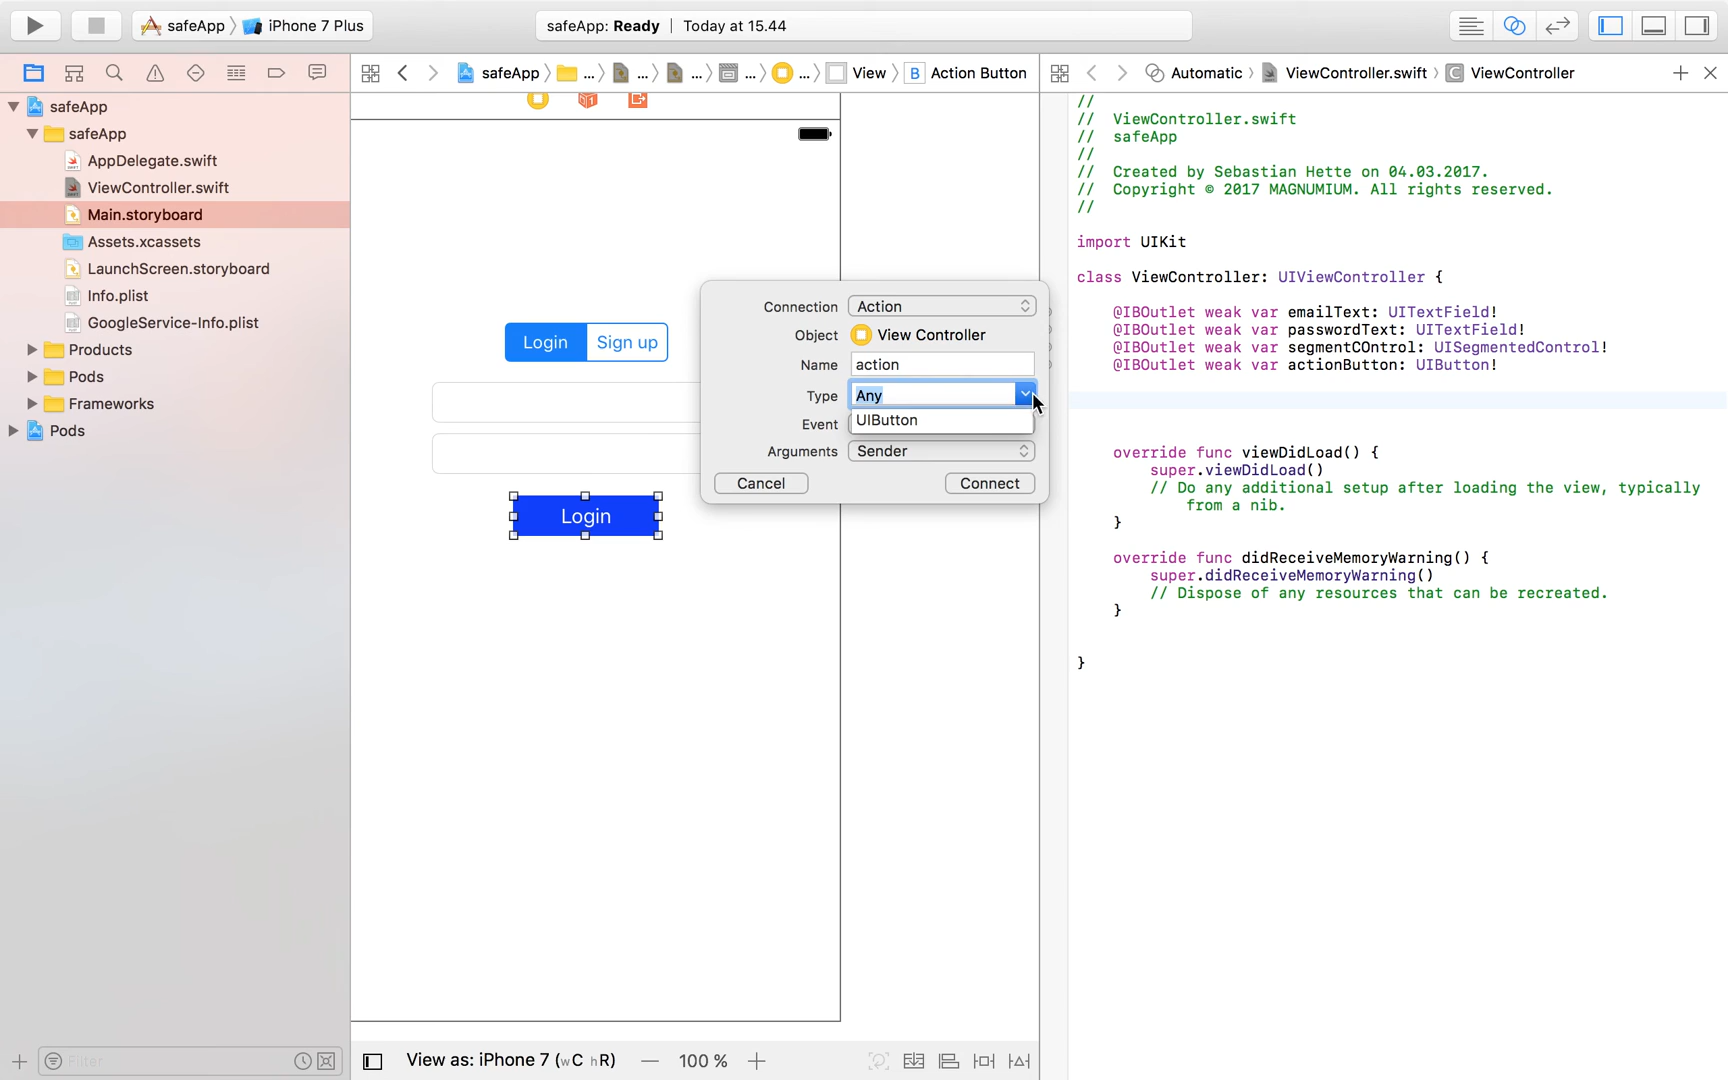 safeApp
iPhone 7 Plus
safeApp: Ready
Today at 15.44
safeApp
...
...
...
...
...
View
B
Action Button
Automatic
ViewController.swift
C
ViewController
safeApp
safeApp
AppDelegate.swift
ViewController.swift
Main.storyboard
Assets.xcassets
LaunchScreen.storyboard
Info.plist
GoogleService-Info.plist
Products
Pods
Frameworks
Pods
Filter
Login
Sign up
Login
Connection
Action
Object
View Controller
Name
action
Type
Any
UIButton
Event
Arguments
Sender
Cancel
Connect
//
// ViewController.swift
// safeApp
//
// Created by Sebastian Hette on 04.03.2017.
// Copyright © 2017 MAGNUMIUM. All rights reserved.
//
import UIKit
class ViewController: UIViewController {
@IBOutlet weak var emailText: UITextField!
@IBOutlet weak var passwordText: UITextField!
@IBOutlet weak var segmentCOntrol: UISegmentedControl!
@IBOutlet weak var actionButton: UIButton!
override func viewDidLoad() {
super.viewDidLoad()
// Do any additional setup after loading the view, typically
from a nib.
}
override func didReceiveMemoryWarning() {
super.didReceiveMemoryWarning()
// Dispose of any resources that can be recreated.
}
}
View as: iPhone 7 (wC hR)
100 %